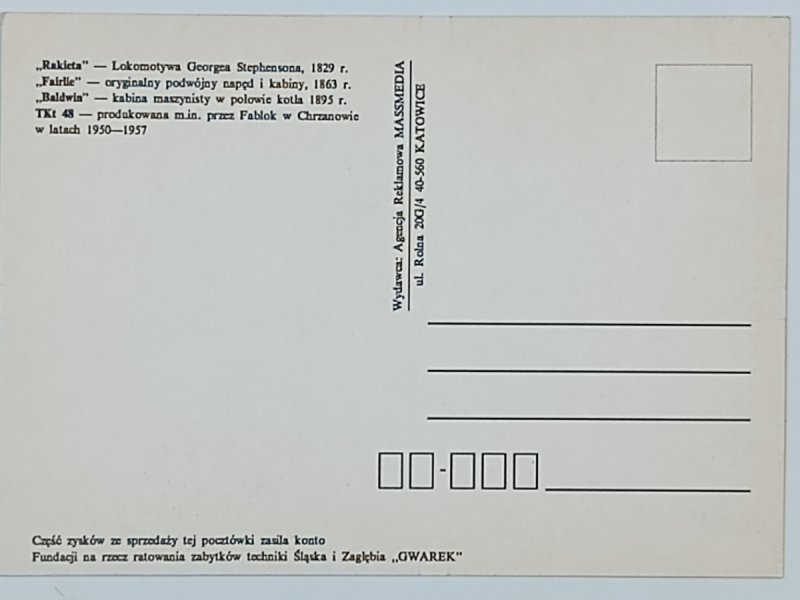 „Rakieta” — Lokomotywa Georgea Stephensona, 1829 r.
„Fairlie” — oryginalny podwójny napęd i kabiny, 1863 r.
„Baldwin” — kabina maszynisty w połowie kotła 1895 r.
TKt 48 — produkowana m.in. przez Fablok w Chrzanowie
w latach 1950—1957
Wydawca: Agencja Reklamowa MASSMEDIA
ul. Rolna 20G/4 40-560 KATOWICE
Część zysków ze sprzedaży tej pocztówki zasila konto
Fundacji na rzecz ratowania zabytków techniki Śląska i Zagłębia „GWAREK”